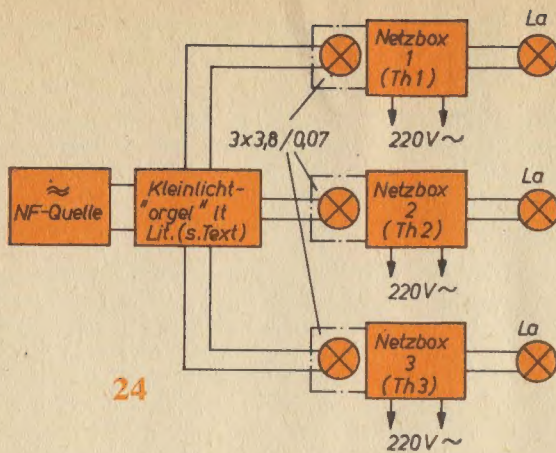 La
Netzbox
1
(Th1)
220V~
3x3,8/0,07
≈
NF-Quelle
Kleinlicht-
"orgel" lt
Lit.(s.Text)
La
Netzbox
2
(Th2)
220V~
La
Netzbox
3
(Th3)
220V~
24